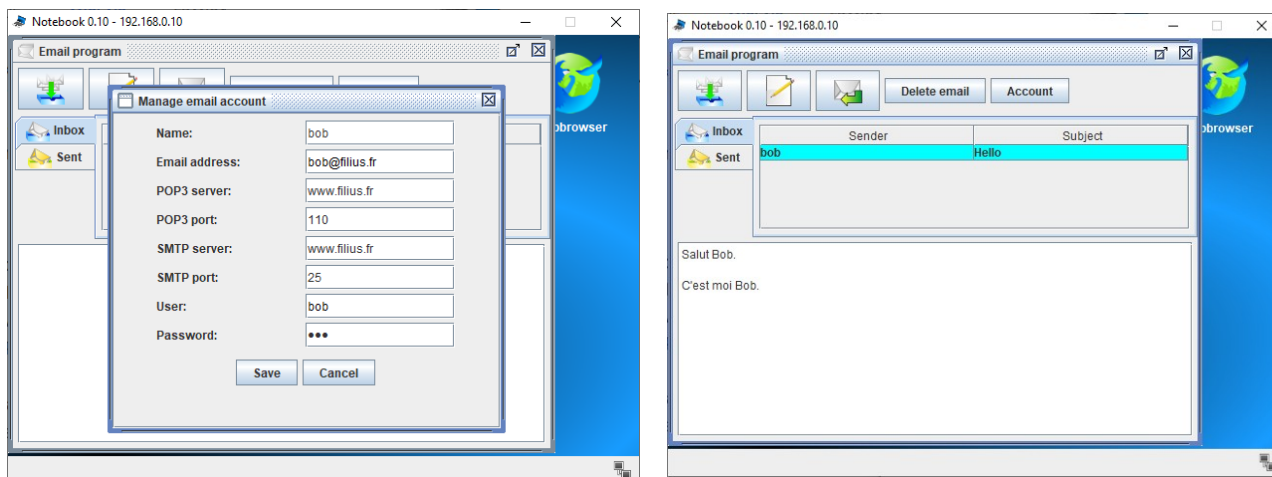 Notebook 0.10 - 192.168.0.10
Email program
Manage email account
Name: bob
Email address: bob@filius.fr
POP3 server: www.filius.fr
POP3 port: 110
SMTP server: www.filius.fr
SMTP port: 25
User: bob
Password: •••
Save Cancel
Inbox
Sent
obrowser
Notebook 0.10 - 192.168.0.10
Email program
Delete email Account
Inbox
Sent
Sender Subject
bob Hello
Salut Bob.
C'est moi Bob.
obrowser